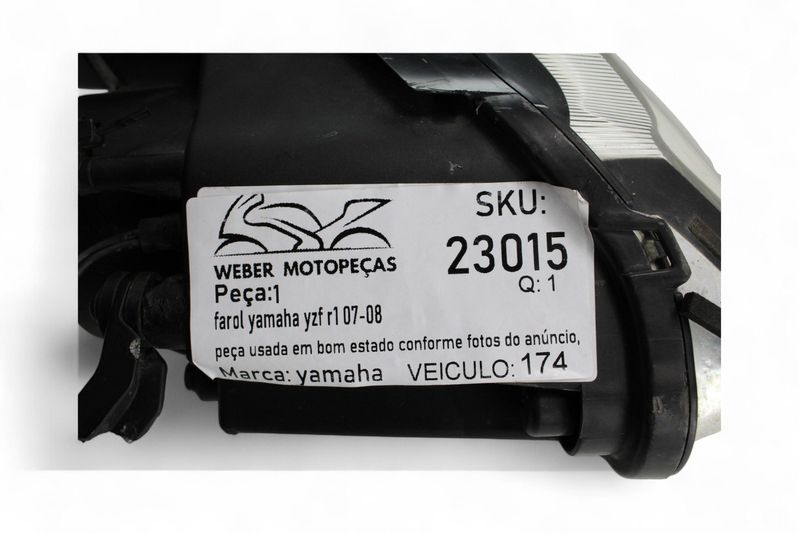 WEBER MOTOPEÇAS
SKU:
23015
Q: 1
Peça:1
farol yamaha yzf r1 07-08
peça usada em bom estado conforme fotos do anúncio,
Marca: yamaha VEICULO: 174